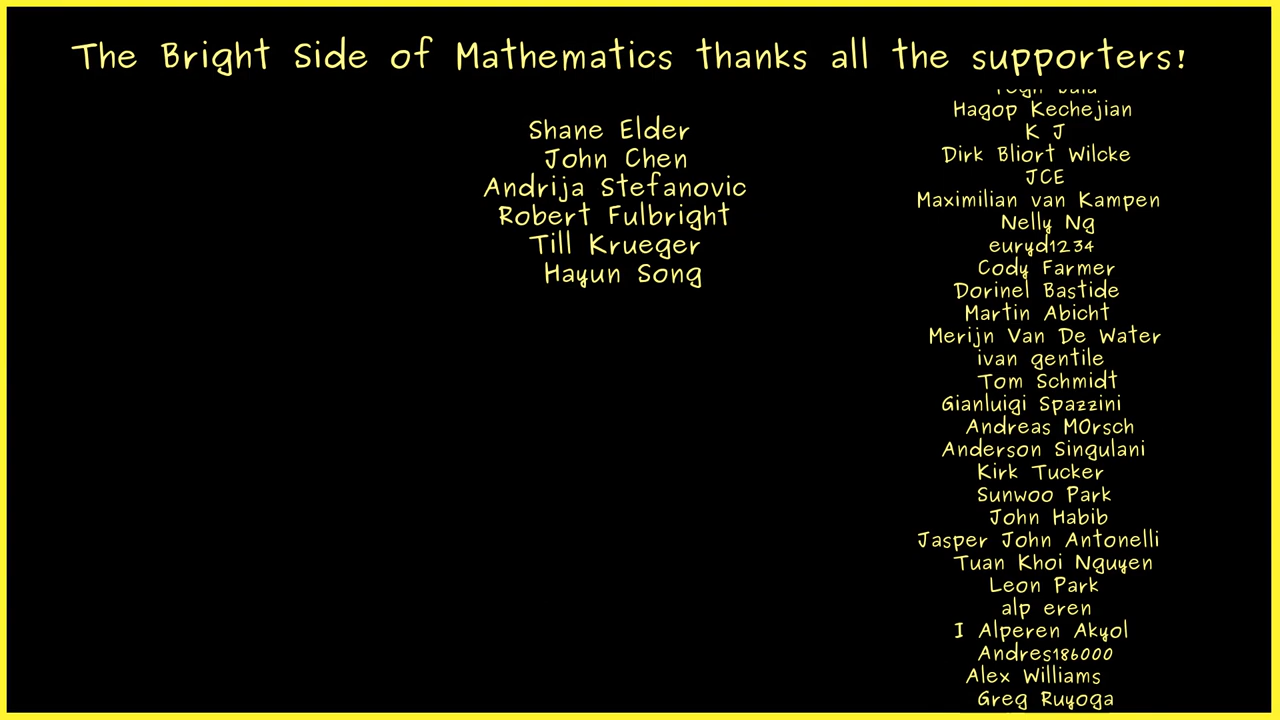 The Bright Side of Mathematics thanks all the supporters!
Shane Elder
John Chen
Andrija Stefanovic
Robert Fulbright
Till Krueger
Hayun Song
Hagop Kechejian
K J
Dirk Bliort Wilcke
JCE
Maximilian van Kampen
Nelly Ng
euryd1234
Cody Farmer
Dorinel Bastide
Martin Abicht
Merijn Van De Water
ivan gentile
Tom Schmidt
Gianluigi Spazzini
Andreas M0rsch
Anderson Singulani
Kirk Tucker
Sunwoo Park
John Habib
Jasper John Antonelli
Tuan Khoi Nguyen
Leon Park
alp eren
I Alperen Akyol
Andres186000
Alex Williams
Greg Ruyoga